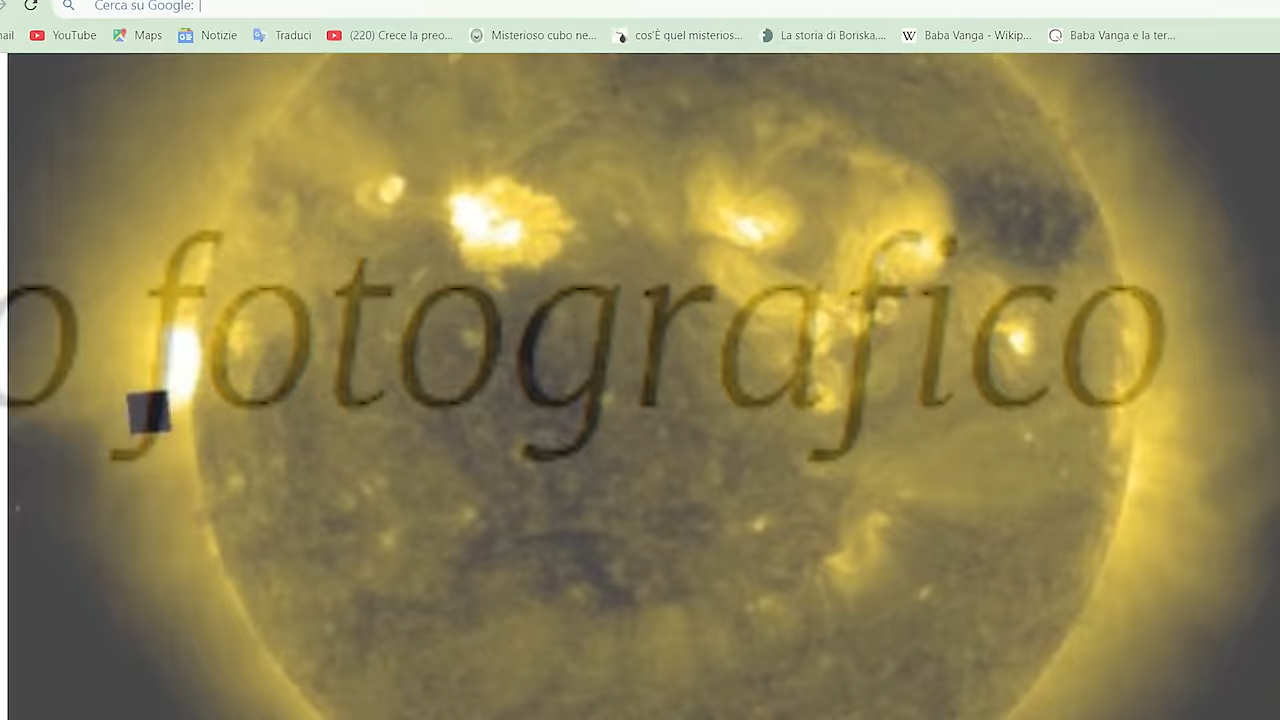 Cerca su Google:
ail YouTube Maps Notizie Traduci (220) Crece la preo... Misterioso cubo ne... cos'È quel misterios... La storia di Boriska,... Baba Vanga - Wikip... Baba Vanga e la ter...
o fotografico